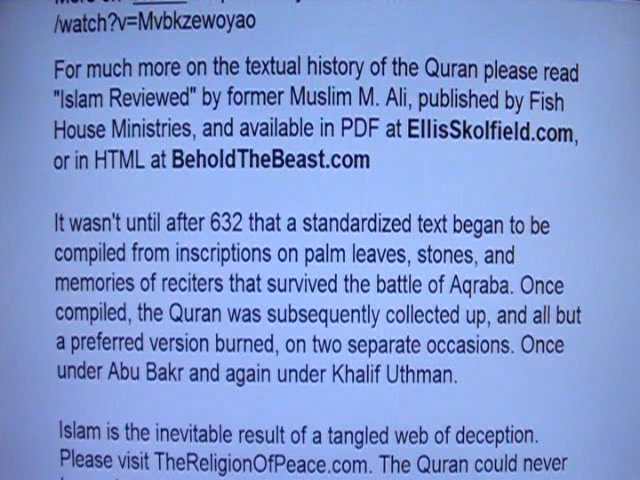 /watch?v=Mvbkzewoyao
For much more on the textual history of the Quran please read
"Islam Reviewed" by former Muslim M. Ali, published by Fish
House Ministries, and available in PDF at EllisSkolfield.com,
or in HTML at BeholdTheBeast.com
It wasn't until after 632 that a standardized text began to be
compiled from inscriptions on palm leaves, stones, and
memories of reciters that survived the battle of Aqraba. Once
compiled, the Quran was subsequently collected up, and all but
a preferred version burned, on two separate occasions. Once
under Abu Bakr and again under Khalif Uthman.
Islam is the inevitable result of a tangled web of deception.
Please visit TheReligionOfPeace.com. The Quran could never